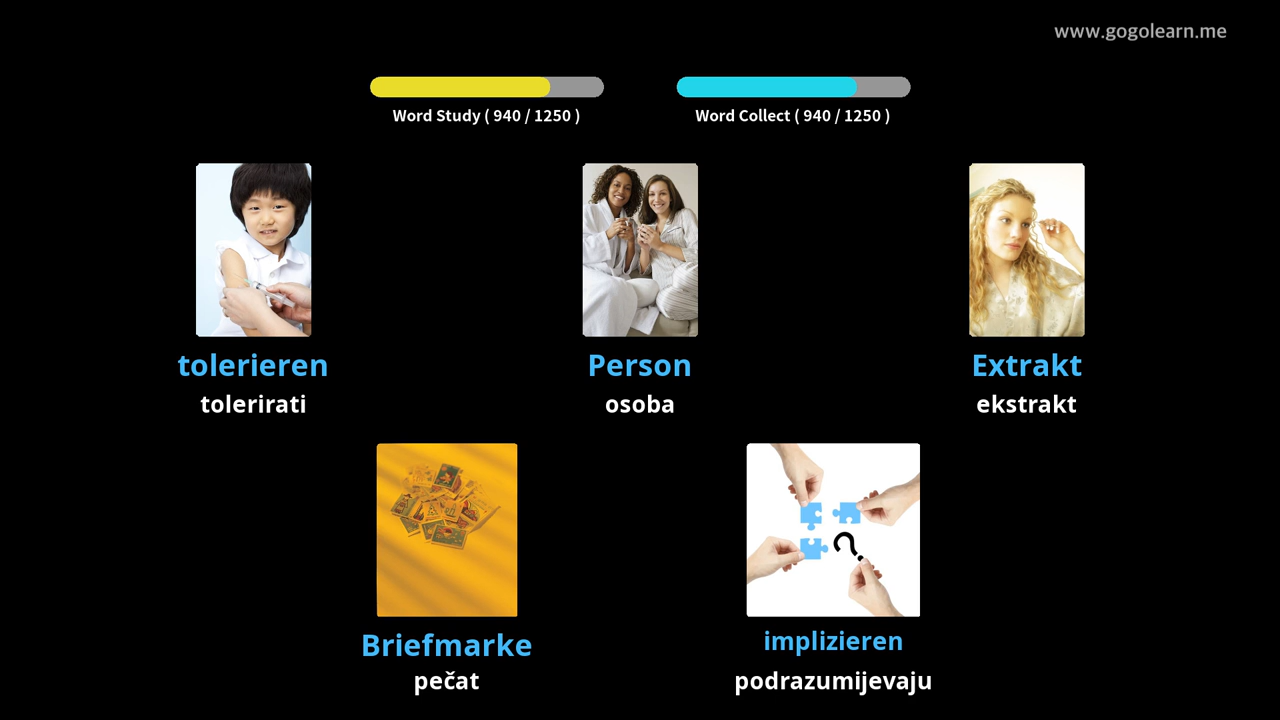 www.gogolearn.me
Word Study ( 940 / 1250 )
Word Collect ( 940 / 1250 )
tolerieren
tolerirati
Person
osoba
Extrakt
ekstrakt
Briefmarke
pečat
implizieren
podrazumijevaju